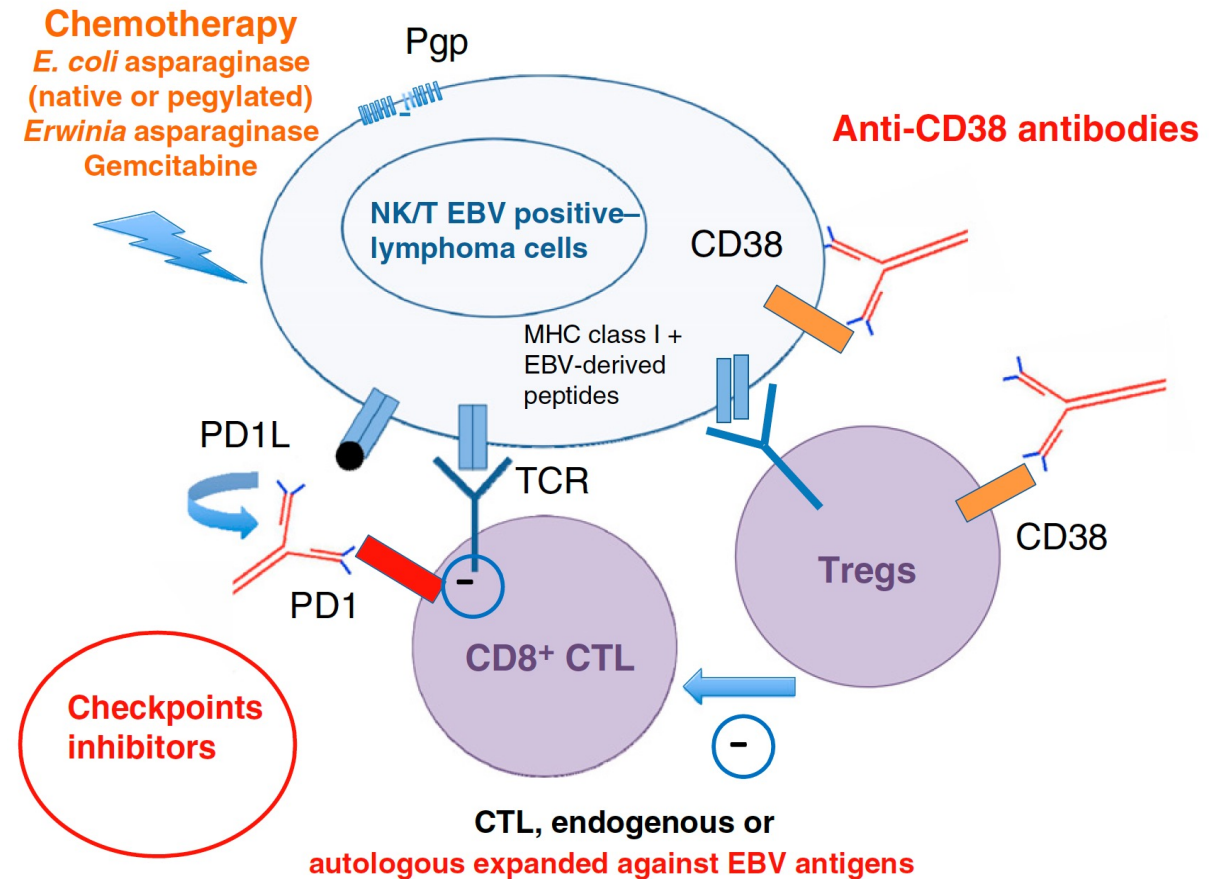 Chemotherapy
E. coli asparaginase
(native or pegylated)
Erwinia asparaginase
Gemcitabine
Pgp
Anti-CD38 antibodies
NK/T EBV positive–
lymphoma cells
CD38
MHC class I +
EBV-derived
peptides
PD1L
TCR
CD38
Tregs
PD1
-
CD8⁺ CTL
Checkpoints
inhibitors
-
CTL, endogenous or
autologous expanded against EBV antigens